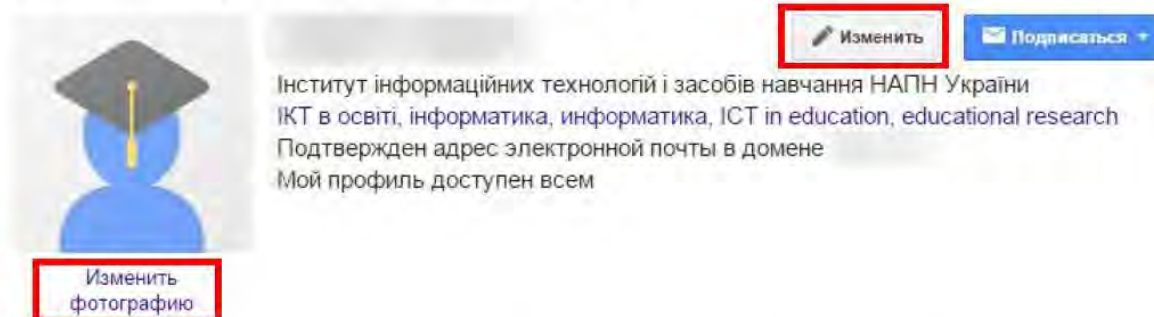 Изменить
Подписаться
Інститут інформаційних технологій і засобів навчання НАПН України
ІКТ в освіті, інформатика, информатика, ICT in education, educational research
Подтвержден адрес электронной почты в домене
Мой профиль доступен всем
Изменить
фотографию